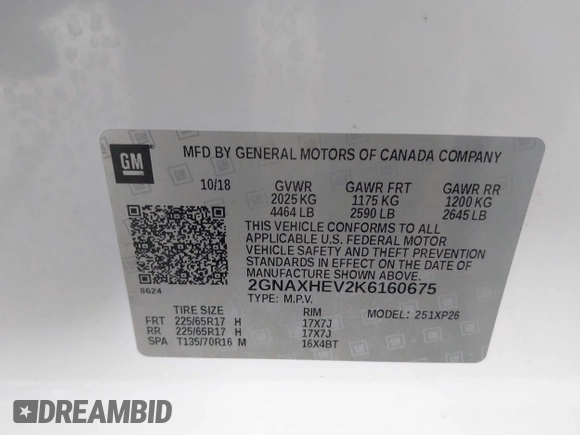 GM
MFD BY GENERAL MOTORS OF CANADA COMPANY
10/18 GVWR GAWR FRT GAWR RR
2025 KG 1175 KG 1200 KG
4464 LB 2590 LB 2645 LB
THIS VEHICLE CONFORMS TO ALL
APPLICABLE U.S. FEDERAL MOTOR
VEHICLE SAFETY AND THEFT PREVENTION
STANDARDS IN EFFECT ON THE DATE OF
MANUFACTURE SHOWN ABOVE.
8624 2GNAXHEV2K6160675
TYPE: M.P.V. MODEL: 251XP26
TIRE SIZE RIM
FRT 225/65R17 H 17X7J
RR 225/65R17 H 17X7J
SPA T135/70R16 M 16X4BT
DREAMBID